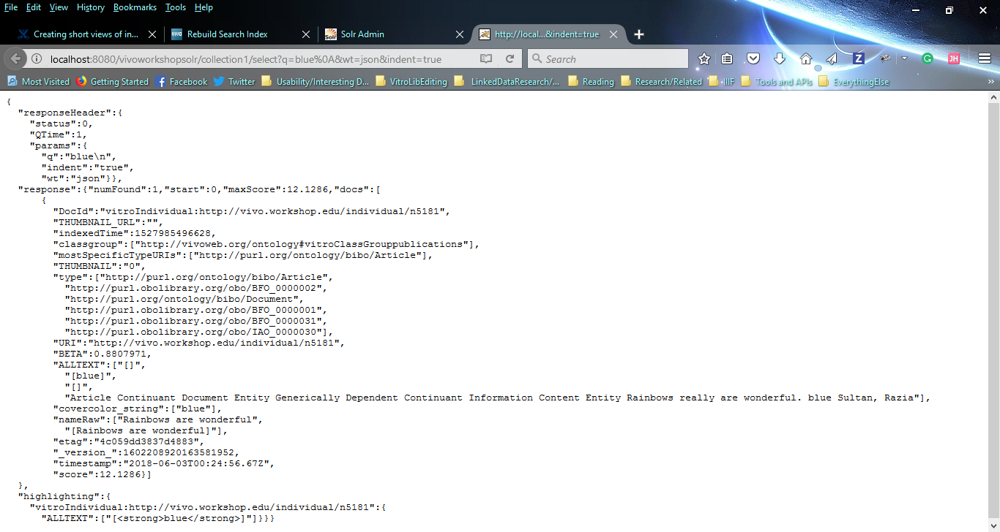 File Edit View History Bookmarks Tools Help
Creating short views of in... Rebuild Search Index Solr Admin http://local...&indent=true
localhost:8080/vivoworkshopsolr/collection1/select?q=blue%0A&wt=json&indent=true Search
Most Visited Getting Started Facebook Twitter Usability/Interesting D... VitroLibEditing LinkedDataResearch/... Reading Research/Related IIIF Tools and APIs EverythingElse
{
  "responseHeader":{
    "status":0,
    "QTime":1,
    "params":{
      "q":"blue\n",
      "indent":"true",
      "wt":"json"}},
  "response":{"numFound":1,"start":0,"maxScore":12.1286,"docs":[
      {
        "DocId":"vitroIndividual:http://vivo.workshop.edu/individual/n5181",
        "THUMBNAIL_URL":"",
        "indexedTime":1527985496628,
        "classgroup":["http://vivoweb.org/ontology#vitroClassGrouppublications"],
        "mostSpecificTypeURIs":["http://purl.org/ontology/bibo/Article"],
        "THUMBNAIL":"0",
        "type":["http://purl.org/ontology/bibo/Article",
          "http://purl.obolibrary.org/obo/BFO_0000002",
          "http://purl.org/ontology/bibo/Document",
          "http://purl.obolibrary.org/obo/BFO_0000001",
          "http://purl.obolibrary.org/obo/BFO_0000031",
          "http://purl.obolibrary.org/obo/IAO_0000030"],
        "URI":"http://vivo.workshop.edu/individual/n5181",
        "BETA":0.8807971,
        "ALLTEXT":["[]",
          "[blue]",
          "[]",
          "Article Continuant Document Entity Generically Dependent Continuant Information Content Entity Rainbows really are wonderful. blue Sultan, Razia"],
        "covercolor_string":["blue"],
        "nameRaw":["Rainbows are wonderful",
          "[Rainbows are wonderful]"],
        "etag":"4c059dd3837d4883",
        "_version_":1602208920163581952,
        "timestamp":"2018-06-03T00:24:56.67Z",
        "score":12.1286}]
  },
  "highlighting":{
    "vitroIndividual:http://vivo.workshop.edu/individual/n5181":{
      "ALLTEXT":["[<strong>blue</strong>]"]}}}